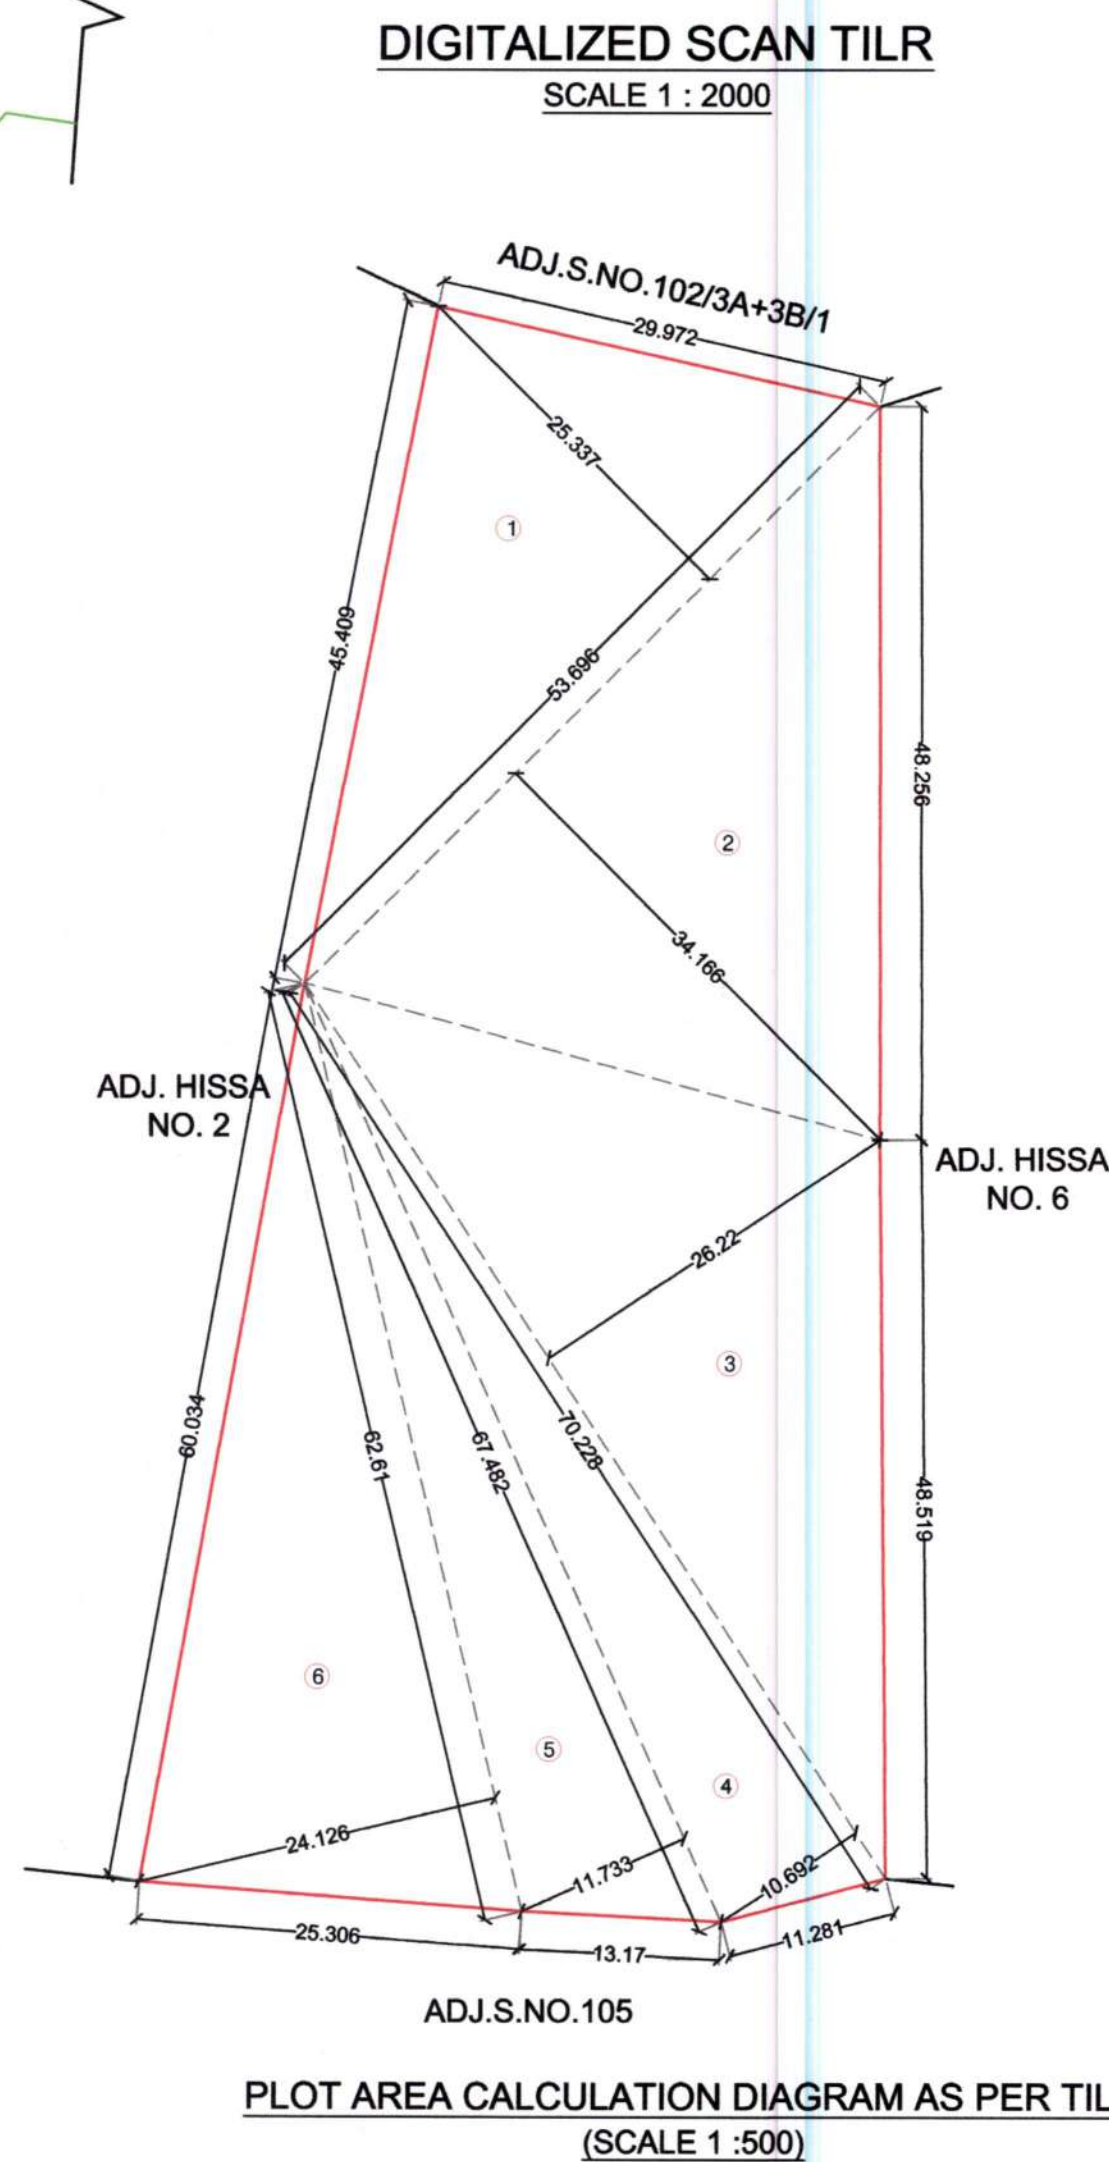 DIGITALIZED SCAN TILR
SCALE 1 : 2000
ADJ.S.NO.102/3A+3B/1
29.972
25.337
1
45.409
53.696
48.256
2
34.166
ADJ. HISSA
NO. 2
ADJ. HISSA
NO. 6
26.22
3
60.034
62.61
67.482
70.228
48.519
6
5
4
24.126
11.733
10.692
25.306
13.17
11.281
ADJ.S.NO.105
PLOT AREA CALCULATION DIAGRAM AS PER TIL
(SCALE 1 :500)